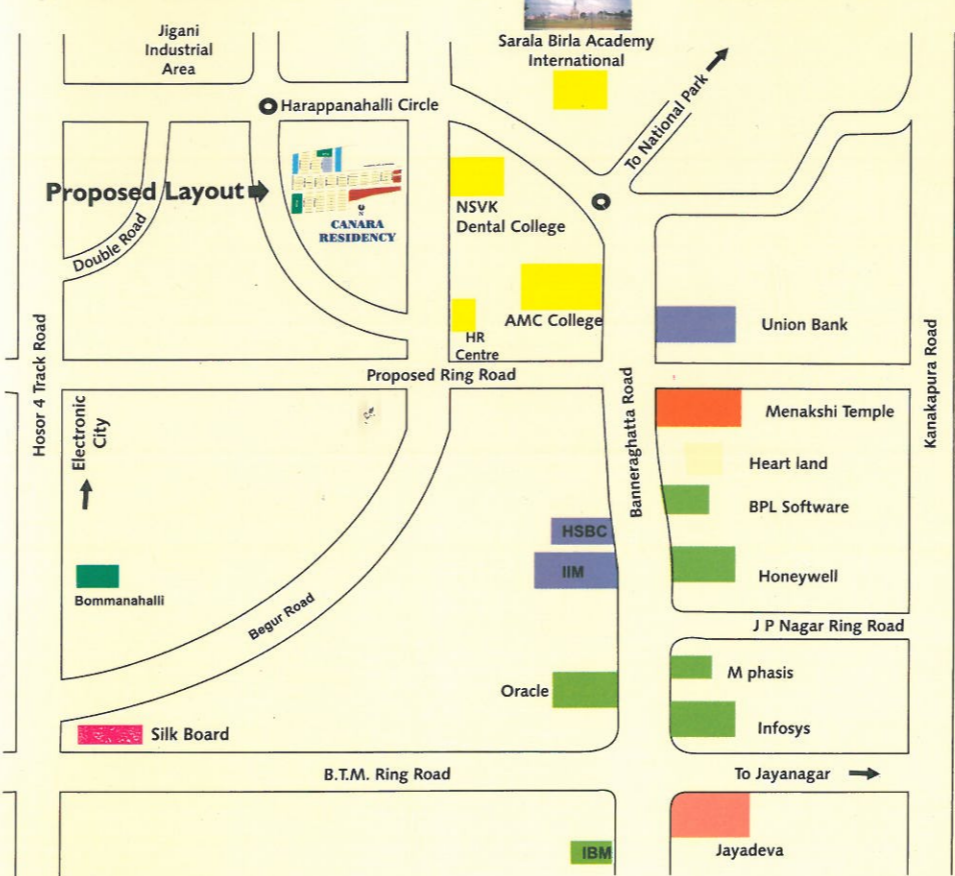 Jigani
Industrial
Area
Sarala Birla Academy
International
To National Park
Harappanahalli Circle
Proposed Layout
Double Road
N
CANARA
RESIDENCY
NSVK
Dental College
AMC College
HR
Centre
Union Bank
Proposed Ring Road
Hosor 4 Track Road
Electronic
City
Banneraghatta Road
Kanakapura Road
Menakshi Temple
Heart land
BPL Software
HSBC
IIM
Honeywell
Bommanahalli
Begur Road
J P Nagar Ring Road
M phasis
Oracle
Infosys
Silk Board
B.T.M. Ring Road
To Jayanagar
IBM
Jayadeva